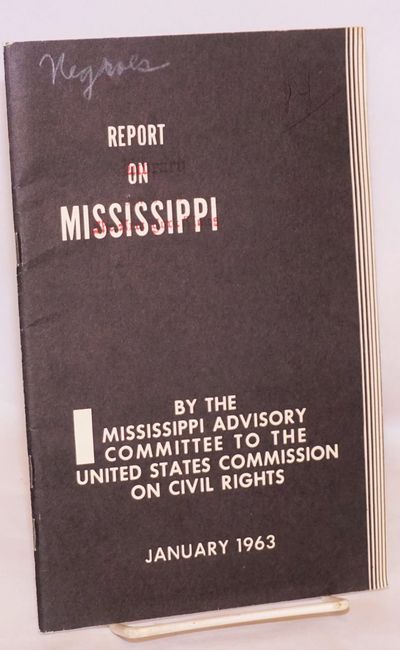 Negroes
REPORT
ON
MISSISSIPPI
BY THE
MISSISSIPPI ADVISORY
COMMITTEE TO THE
UNITED STATES COMMISSION
ON CIVIL RIGHTS
JANUARY 1963